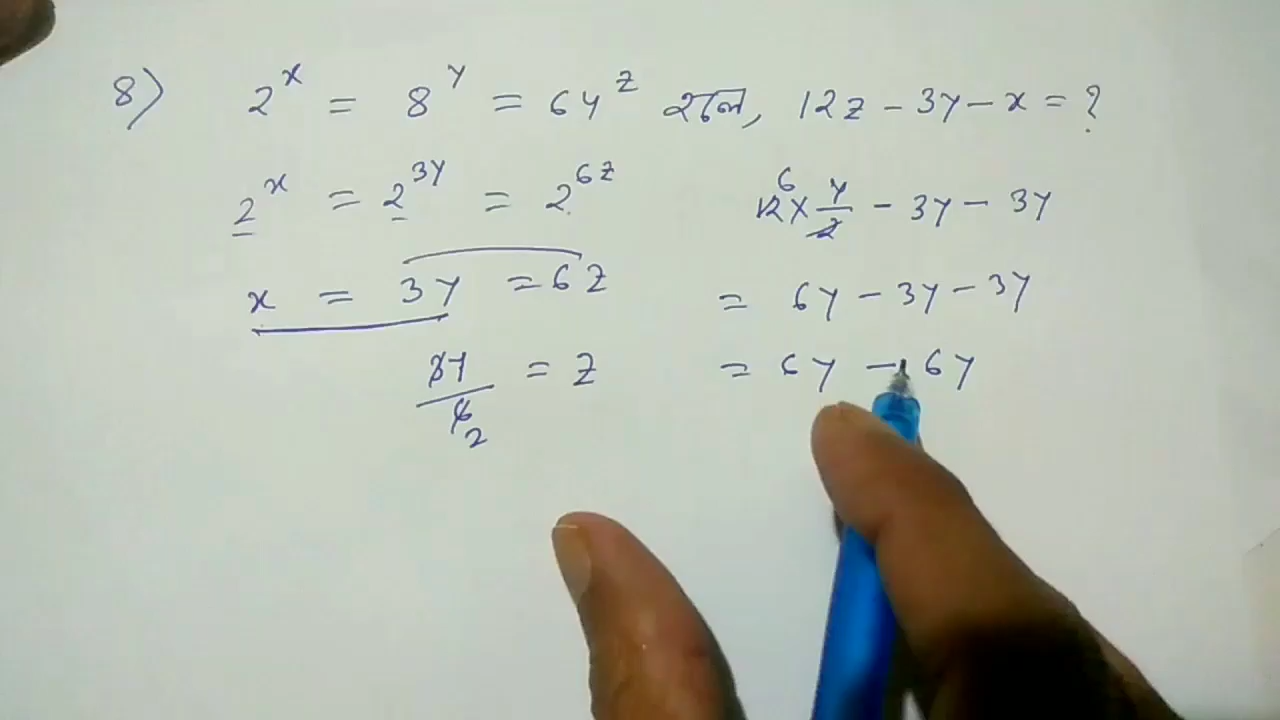 8) 2^x = 8^y = 64^z হলে, 12z - 3y - x = ?
2^x = 2^3y = 2^6z
x = 3y = 6z
3y/6 2 = z
6 12 × y/2 - 3y - 3y
= 6y - 3y - 3y
= 6y - 6y